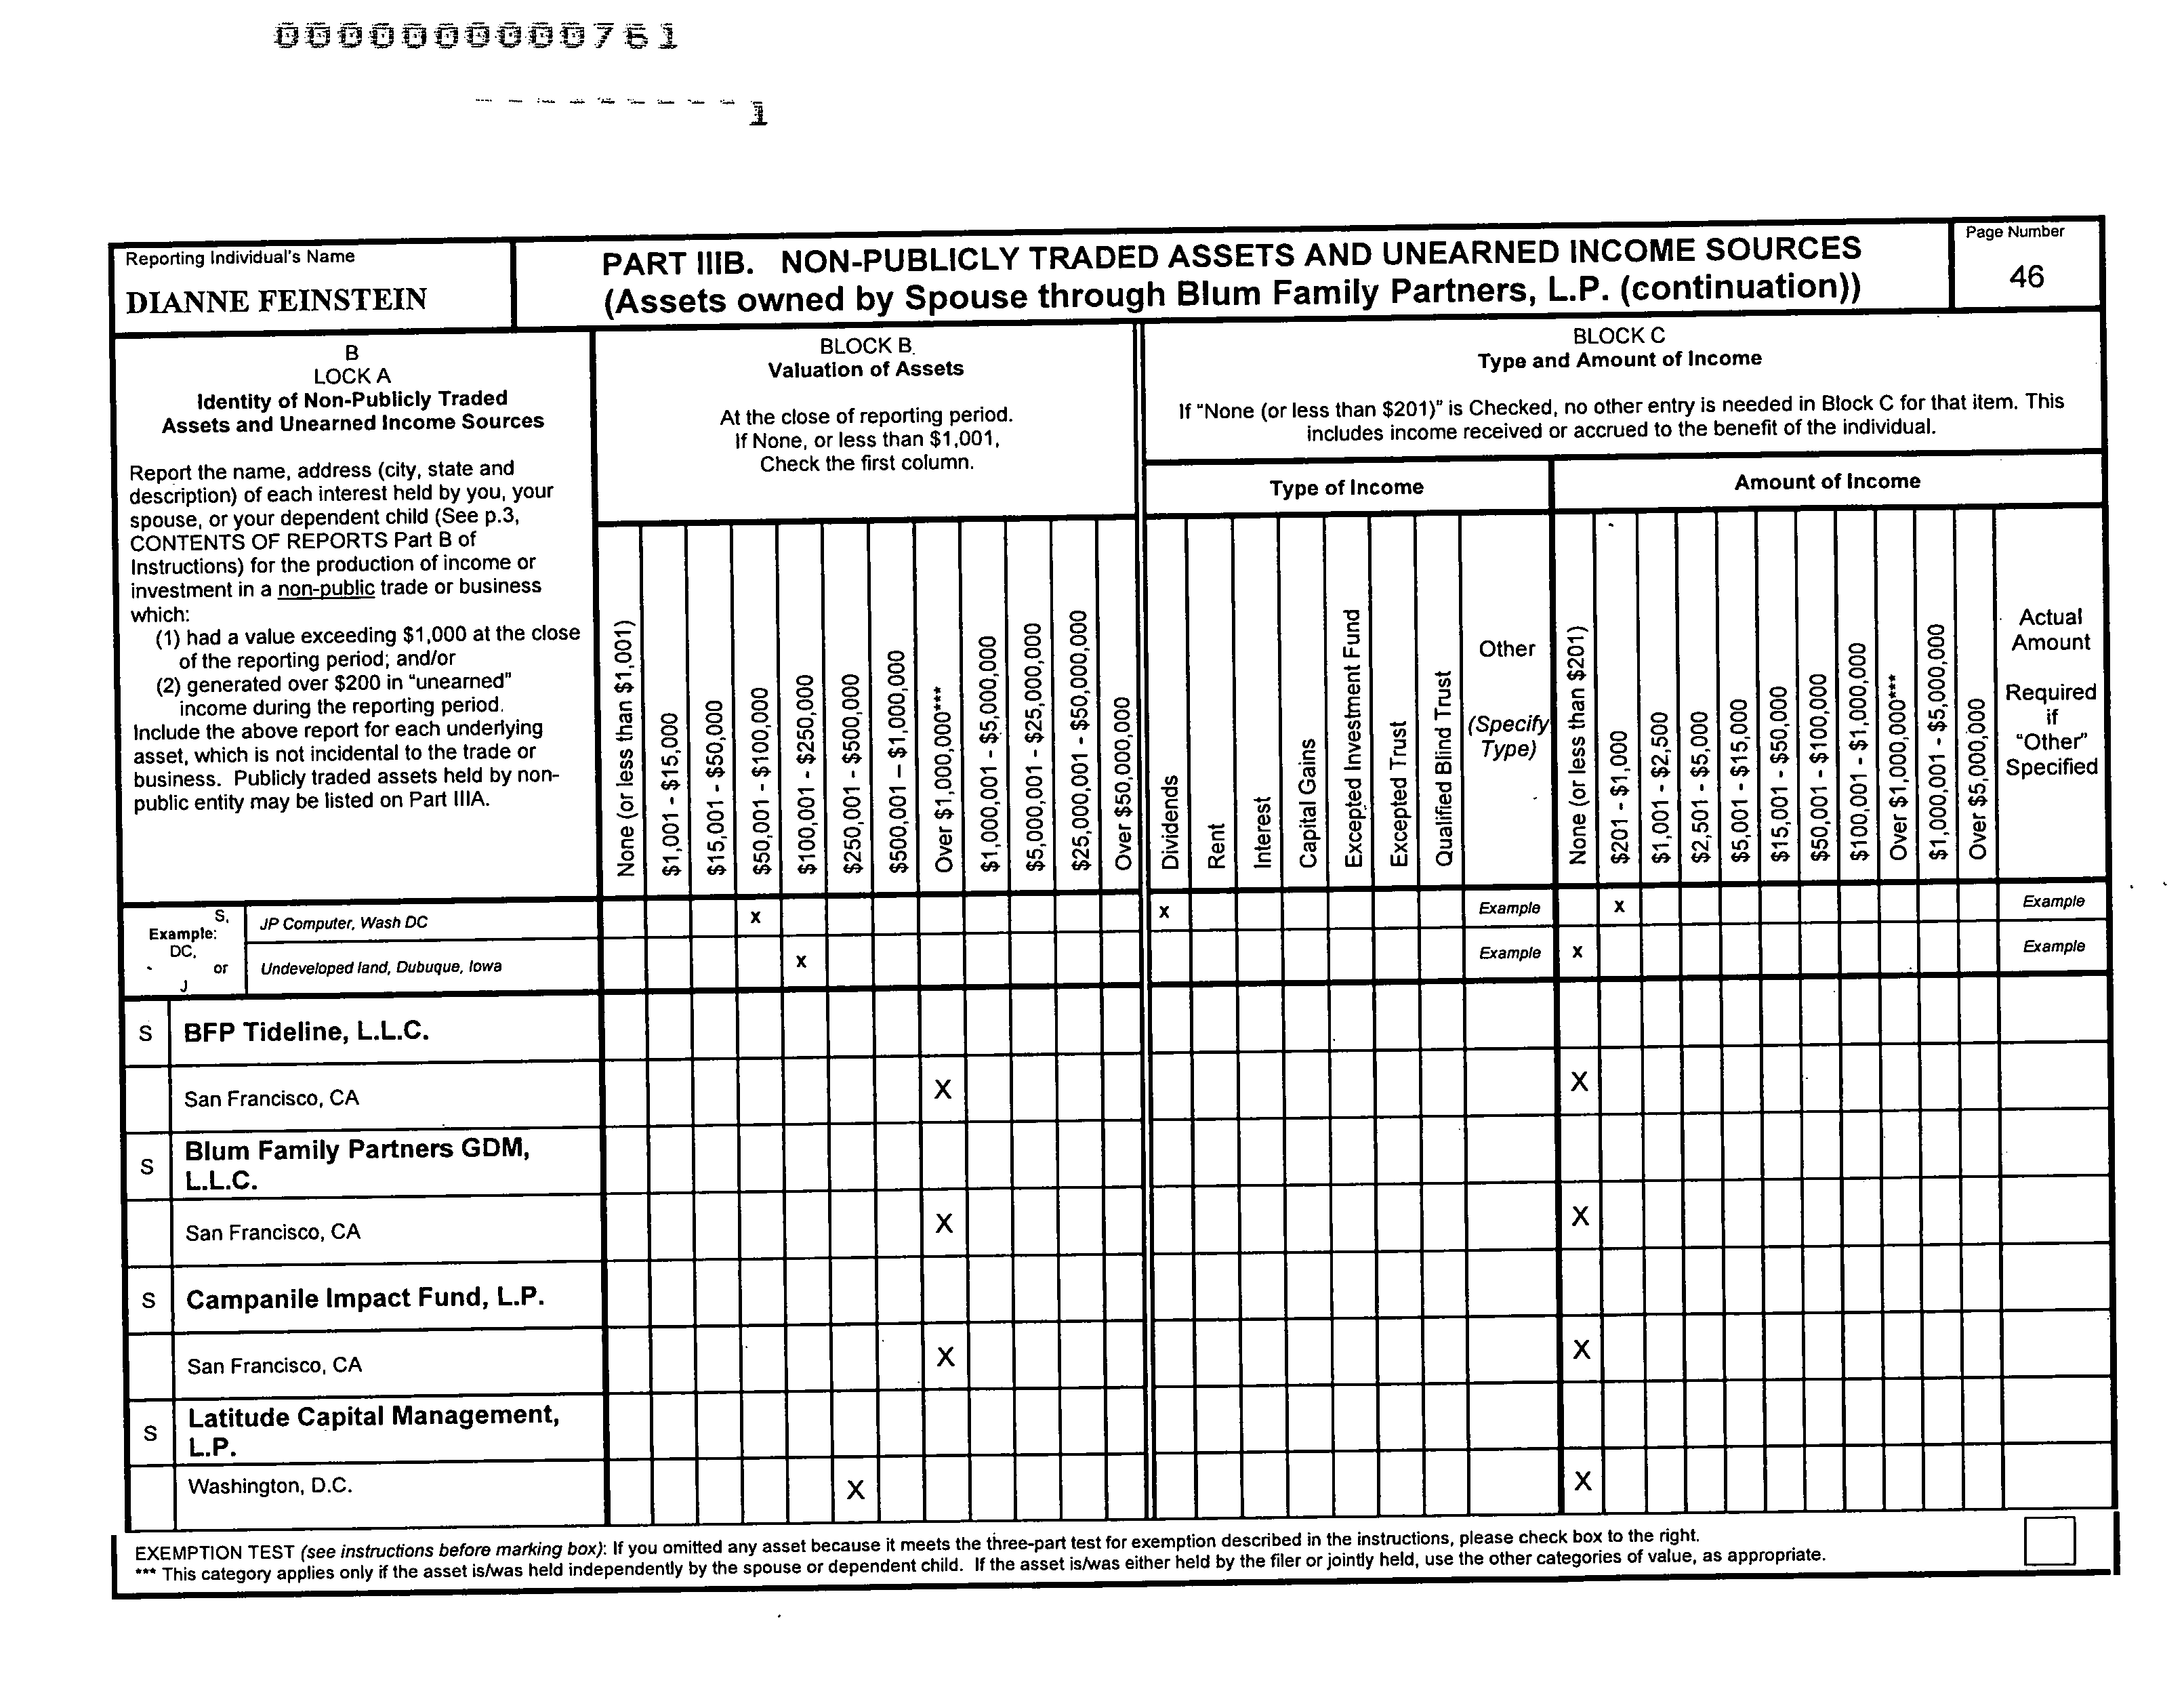 0000000000761
1
Reporting Individual's Name
DIANNE FEINSTEIN
PART IIIB. NON-PUBLICLY TRADED ASSETS AND UNEARNED INCOME SOURCES
(Assets owned by Spouse through Blum Family Partners, L.P. (continuation))
Page Number
46
B
LOCK A
Identity of Non-Publicly Traded
Assets and Unearned Income Sources
Report the name, address (city, state and
description) of each interest held by you, your
spouse, or your dependent child (See p.3,
CONTENTS OF REPORTS Part B of
Instructions) for the production of income or
investment in a non-public trade or business
which:
(1) had a value exceeding $1,000 at the close
of the reporting period; and/or
(2) generated over $200 in "unearned"
income during the reporting period.
Include the above report for each underlying
asset, which is not incidental to the trade or
business. Publicly traded assets held by non-
public entity may be listed on Part IIIA.
BLOCK B
Valuation of Assets
At the close of reporting period.
If None, or less than $1,001,
Check the first column.
BLOCK C
Type and Amount of Income
If "None (or less than $201)" is Checked, no other entry is needed in Block C for that item. This
includes income received or accrued to the benefit of the individual.
Type of Income
Amount of Income
None (or less than $1,001)
$1,001 - $15,000
$15,001 - $50,000
$50,001 - $100,000
$100,001 - $250,000
$250,001 - $500,000
$500,001 – $1,000,000
Over $1,000,000***
$1,000,001 - $5,000,000
$5,000,001 - $25,000,000
$25,000,001 - $50,000,000
Over $50,000,000
Dividends
Rent
Interest
Capital Gains
Excepted Investment Fund
Excepted Trust
Qualified Blind Trust
Other
(Specify
Type)
None (or less than $201)
$201 - $1,000
$1,001 - $2,500
$2,501 - $5,000
$5,001 - $15,000
$15,001 - $50,000
$50,001 - $100,000
$100,001 - $1,000,000
Over $1,000,000***
$1,000,001 - $5,000,000
Over $5,000,000
Actual
Amount
Required
if
"Other"
Specified
S,
Example:
DC,
or
J
JP Computer, Wash DC
X
X
Example
X
Example
Undeveloped land, Dubuque, Iowa
X
Example
X
Example
S
BFP Tideline, L.L.C.
San Francisco, CA
X
X
S
Blum Family Partners GDM,
L.L.C.
San Francisco, CA
X
X
S
Campanile Impact Fund, L.P.
San Francisco, CA
X
X
S
Latitude Capital Management,
L.P.
Washington, D.C.
X
X
EXEMPTION TEST (see instructions before marking box): If you omitted any asset because it meets the three-part test for exemption described in the instructions, please check box to the right.
*** This category applies only if the asset is/was held independently by the spouse or dependent child. If the asset is/was either held by the filer or jointly held, use the other categories of value, as appropriate.